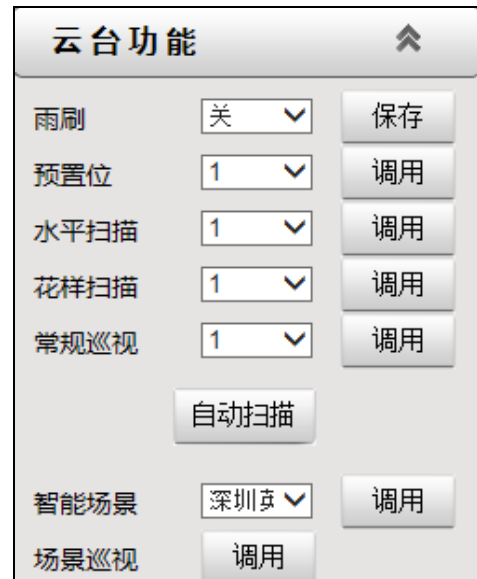 云台功能
雨刷 关 保存
预置位 1 调用
水平扫描 1 调用
花样扫描 1 调用
常规巡视 1 调用
自动扫描
智能场景 深圳 调用
场景巡视 调用